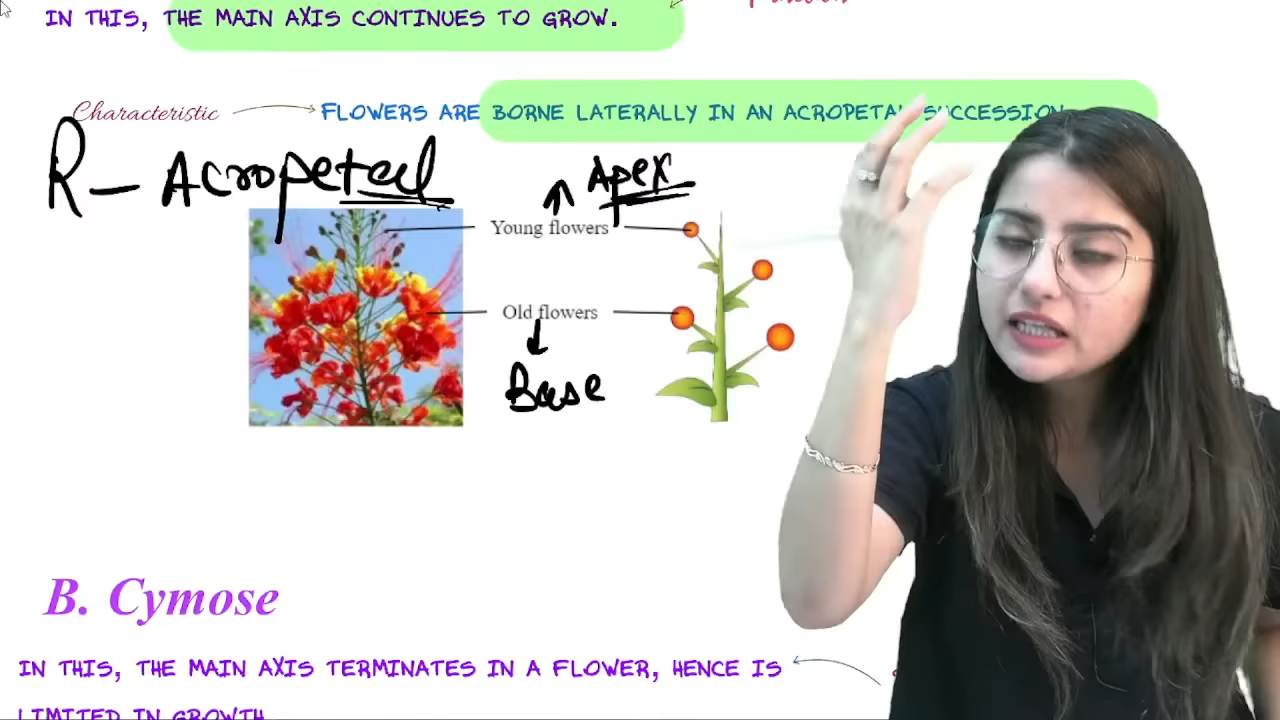 IN THIS, THE MAIN AXIS CONTINUES TO GROW.
Characteristic
FLOWERS ARE BORNE LATERALLY IN AN ACROPETAL SUCCESSION
R - Acropetal
Apex
Young flowers
Old flowers
Base
B. Cymose
IN THIS, THE MAIN AXIS TERMINATES IN A FLOWER, HENCE IS
LIMITED IN GROWTH